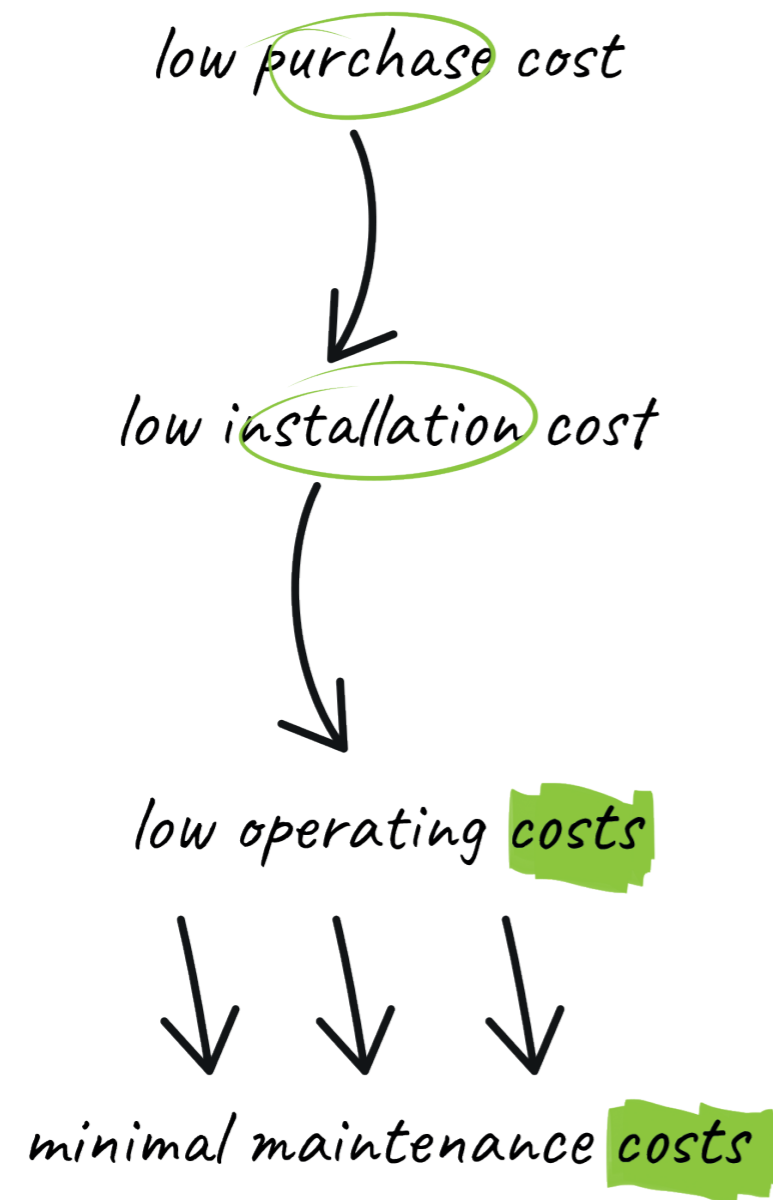 low purchase cost
low installation cost
low operating costs
minimal maintenance costs